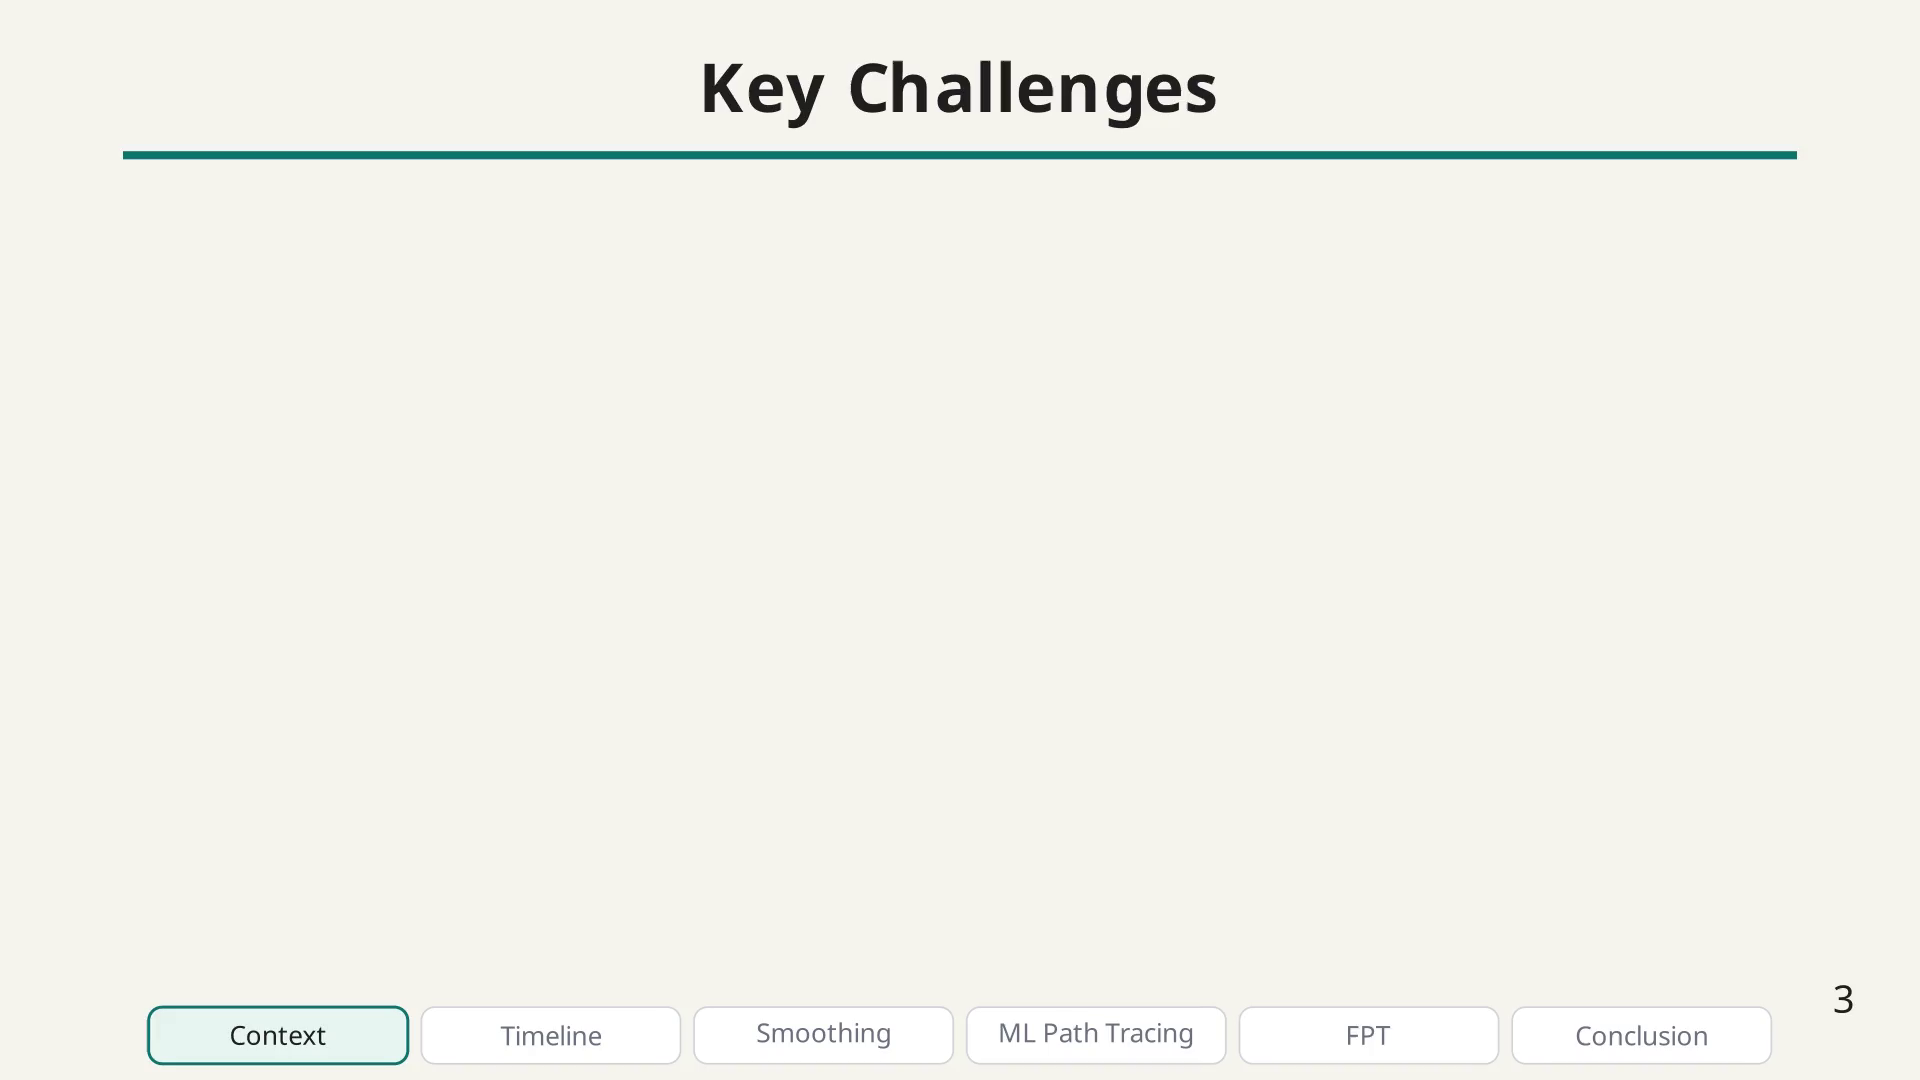 Key Challenges
3
Context
Timeline
Smoothing
ML Path Tracing
FPT
Conclusion